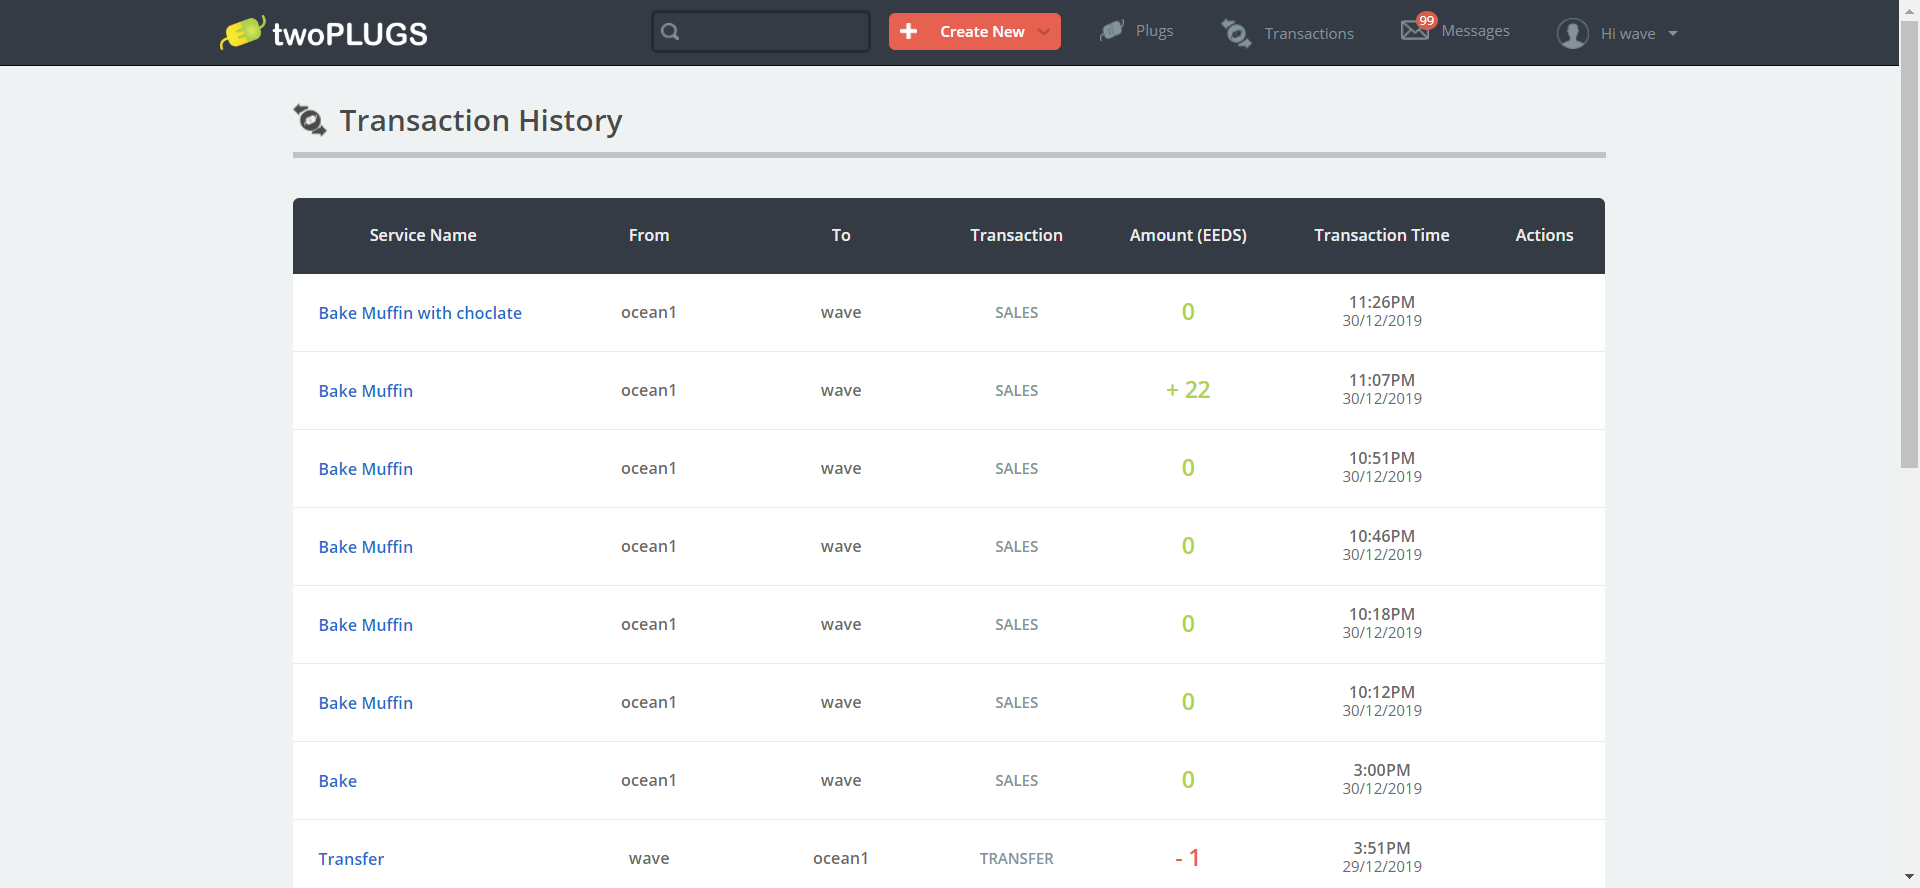 twoPLUGS
Create New
Plugs
Transactions
99
Messages
Hi wave
Transaction History
Service Name From To Transaction Amount (EEDS) Transaction Time Actions
Bake Muffin with choclate ocean1 wave SALES 0 11:26PM
30/12/2019
Bake Muffin ocean1 wave SALES + 22 11:07PM
30/12/2019
Bake Muffin ocean1 wave SALES 0 10:51PM
30/12/2019
Bake Muffin ocean1 wave SALES 0 10:46PM
30/12/2019
Bake Muffin ocean1 wave SALES 0 10:18PM
30/12/2019
Bake Muffin ocean1 wave SALES 0 10:12PM
30/12/2019
Bake ocean1 wave SALES 0 3:00PM
30/12/2019
Transfer wave ocean1 TRANSFER - 1 3:51PM
29/12/2019